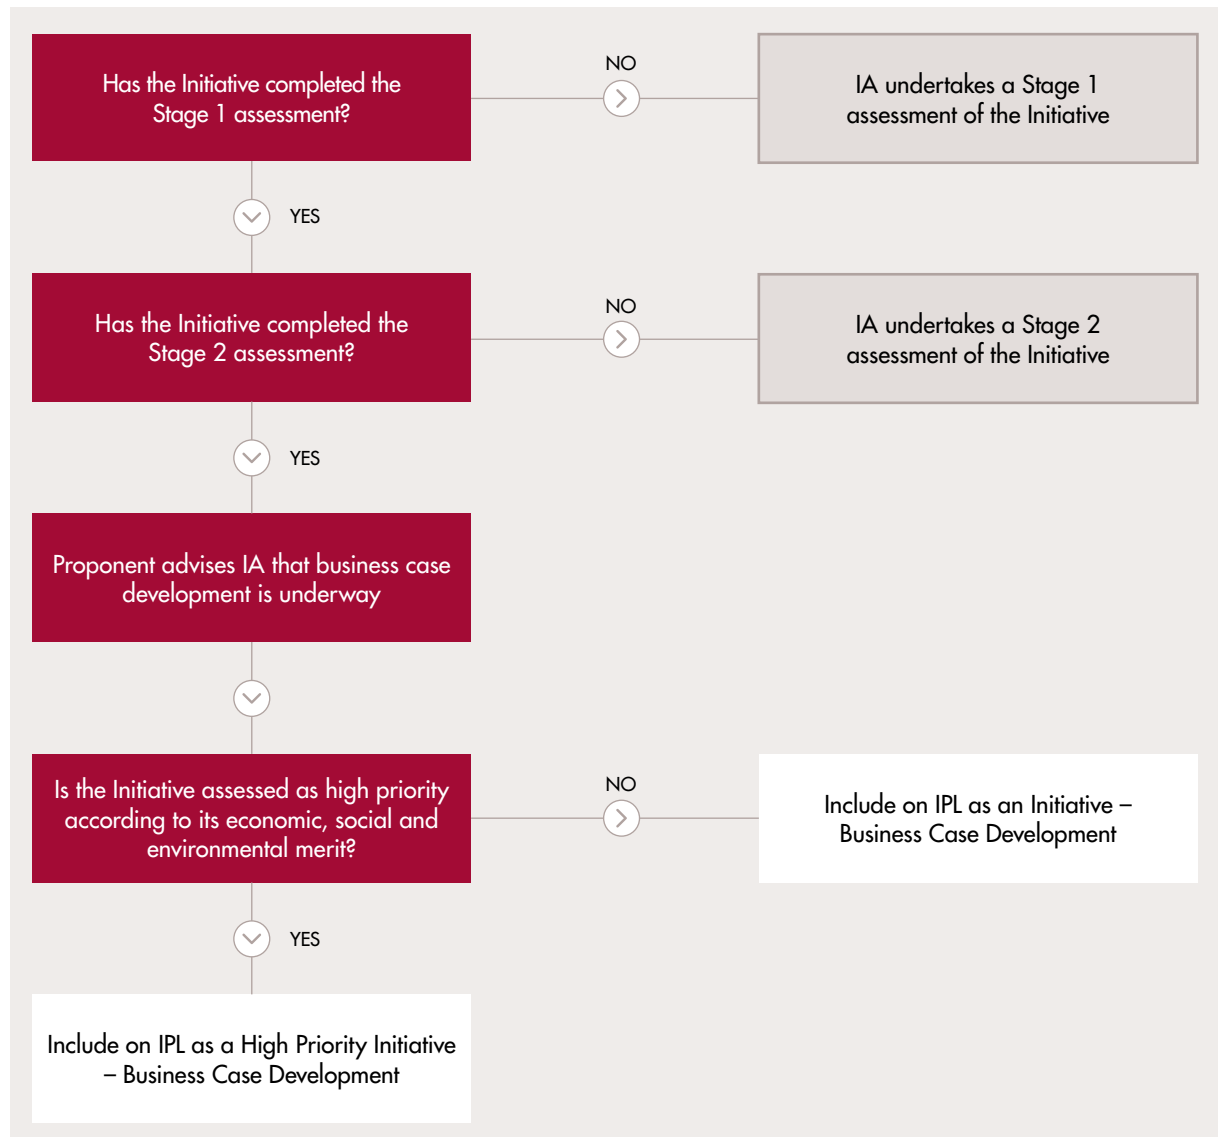 Has the Initiative completed the
Stage 1 assessment?
NO
IA undertakes a Stage 1
assessment of the Initiative
YES
Has the Initiative completed the
Stage 2 assessment?
NO
IA undertakes a Stage 2
assessment of the Initiative
YES
Proponent advises IA that business case
development is underway
Is the Initiative assessed as high priority
according to its economic, social and
environmental merit?
NO
Include on IPL as an Initiative –
Business Case Development
YES
Include on IPL as a High Priority Initiative
– Business Case Development